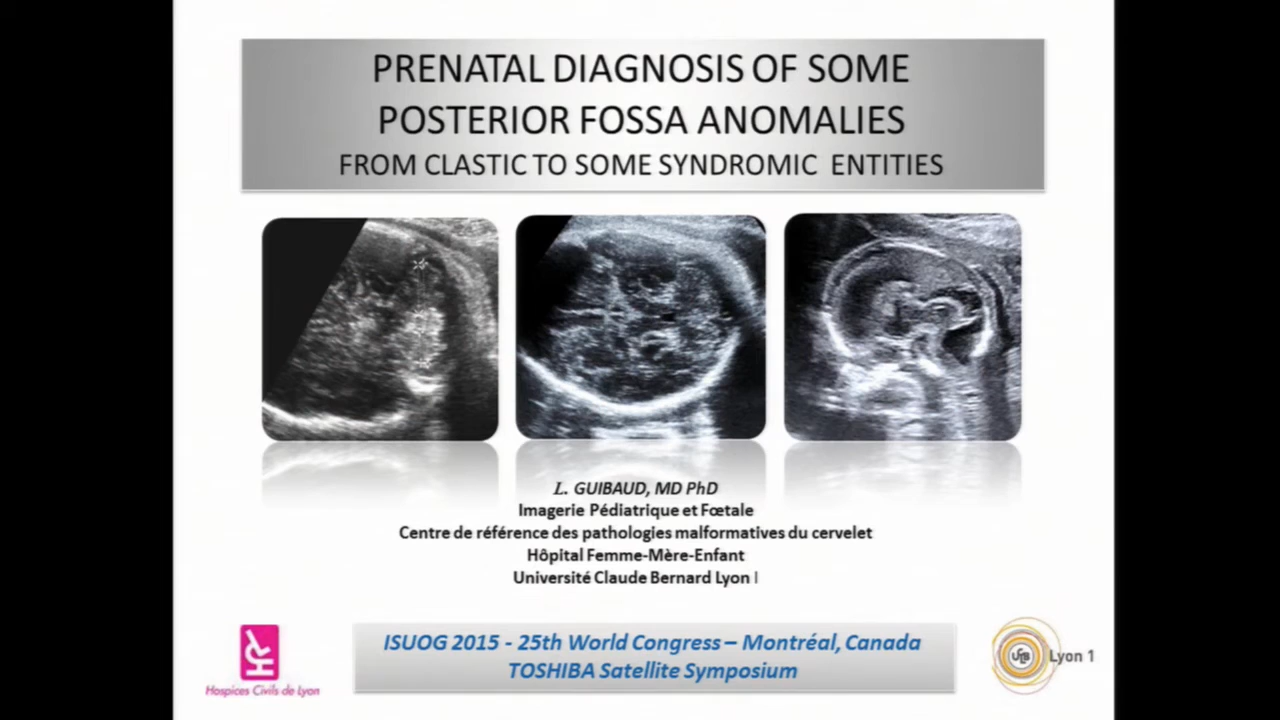 PRENATAL DIAGNOSIS OF SOME
POSTERIOR FOSSA ANOMALIES
FROM CLASTIC TO SOME SYNDROMIC ENTITIES
L. GUIBAUD, MD PhD
Imagerie Pédiatrique et Fœtale
Centre de référence des pathologies malformatives du cervelet
Hôpital Femme-Mère-Enfant
Université Claude Bernard Lyon I
ISUOG 2015 - 25th World Congress – Montréal, Canada
TOSHIBA Satellite Symposium
Hospices Civils de Lyon
UCB Lyon 1